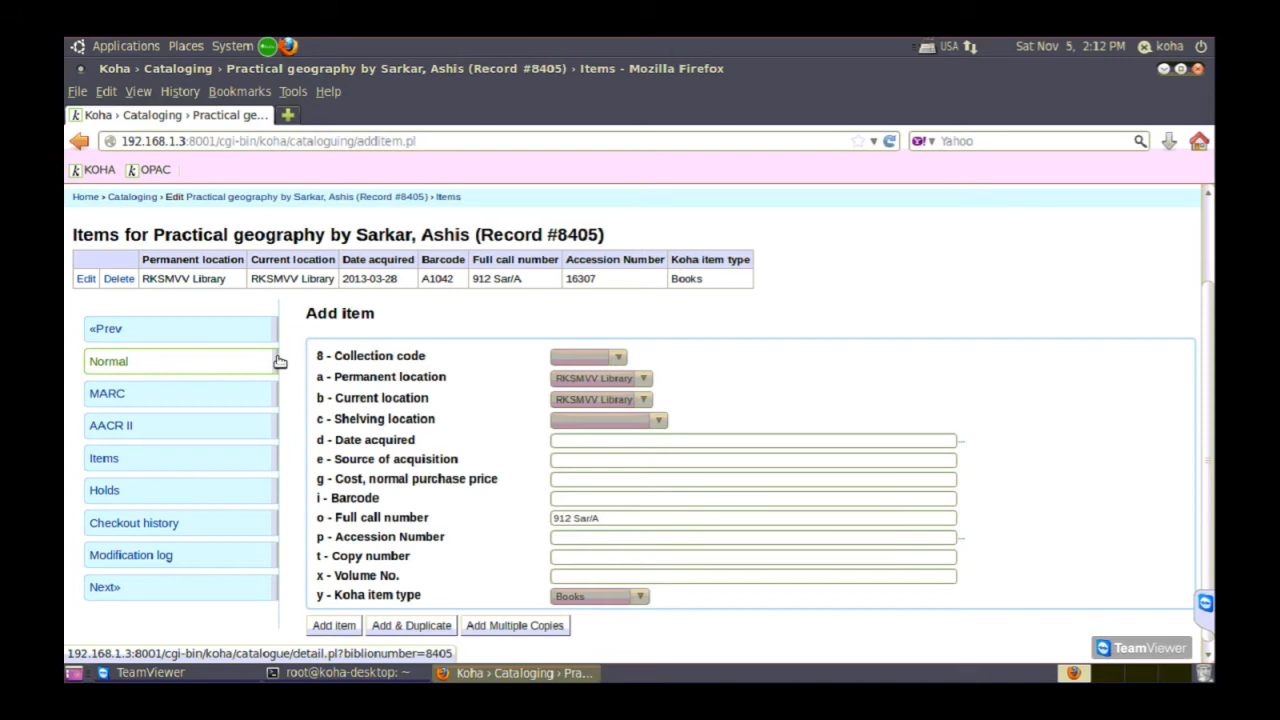 Applications Places System USA Sat Nov 5, 2:12 PM koha
Koha › Cataloging › Practical geography by Sarkar, Ashis (Record #8405) › Items - Mozilla Firefox
File Edit View History Bookmarks Tools Help
Koha › Cataloging › Practical ge...
192.168.1.3:8001/cgi-bin/koha/cataloguing/additem.pl Yahoo
KOHA OPAC
Home › Cataloging › Edit Practical geography by Sarkar, Ashis (Record #8405) › Items
Items for Practical geography by Sarkar, Ashis (Record #8405)
Permanent location Current location Date acquired Barcode Full call number Accession Number Koha item type
Edit Delete RKSMVV Library RKSMVV Library 2013-03-28 A1042 912 Sar/A 16307 Books
Add item
«Prev
Normal
MARC
AACR II
Items
Holds
Checkout history
Modification log
Next»
8 - Collection code
a - Permanent location RKSMVV Library
b - Current location RKSMVV Library
c - Shelving location
d - Date acquired ...
e - Source of acquisition
g - Cost, normal purchase price
i - Barcode
o - Full call number 912 Sar/A
p - Accession Number ...
t - Copy number
x - Volume No.
y - Koha item type Books
Add item Add & Duplicate Add Multiple Copies
192.168.1.3:8001/cgi-bin/koha/catalogue/detail.pl?biblionumber=8405
TeamViewer
TeamViewer root@koha-desktop: ~ Koha › Cataloging › Pra...